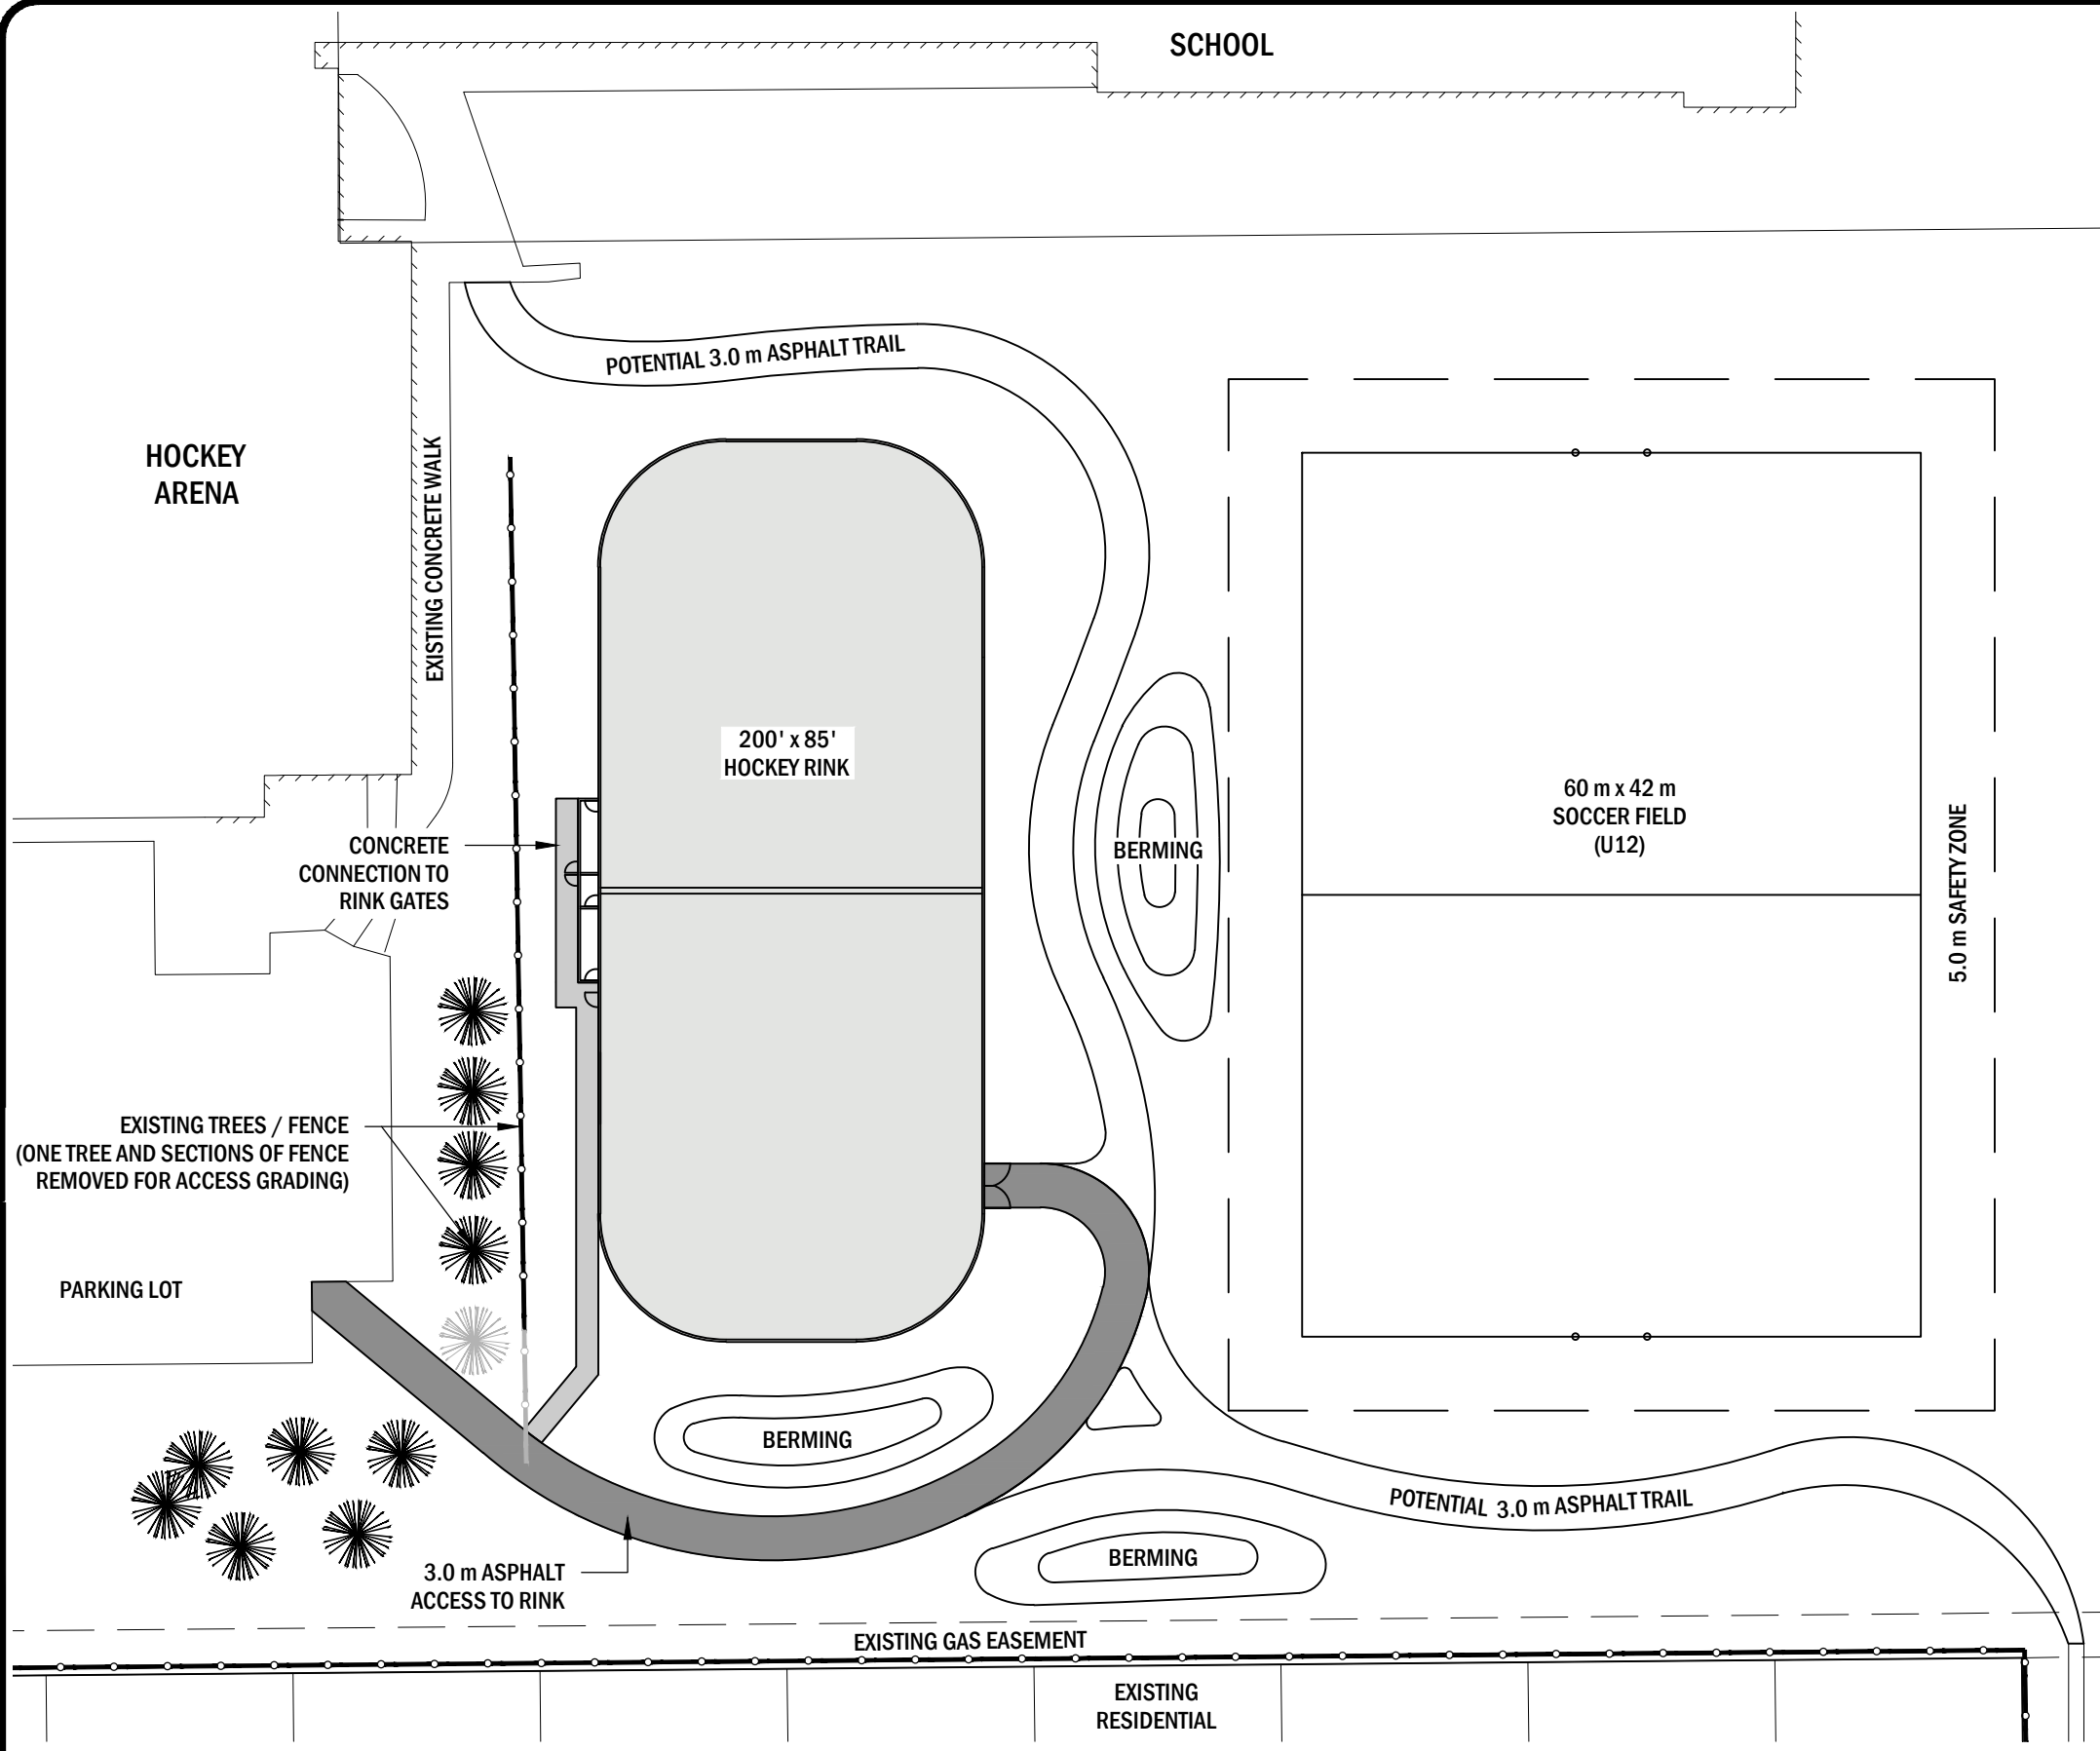 SCHOOL
POTENTIAL 3.0 m ASPHALT TRAIL
HOCKEY
ARENA
EXISTING CONCRETE WALK
200' x 85'
HOCKEY RINK
60 m x 42 m
SOCCER FIELD
(U12)
5.0 m SAFETY ZONE
CONCRETE
CONNECTION TO
RINK GATES
BERMING
EXISTING TREES / FENCE
(ONE TREE AND SECTIONS OF FENCE
REMOVED FOR ACCESS GRADING)
PARKING LOT
BERMING
POTENTIAL 3.0 m ASPHALT TRAIL
BERMING
3.0 m ASPHALT
ACCESS TO RINK
EXISTING GAS EASEMENT
EXISTING
RESIDENTIAL